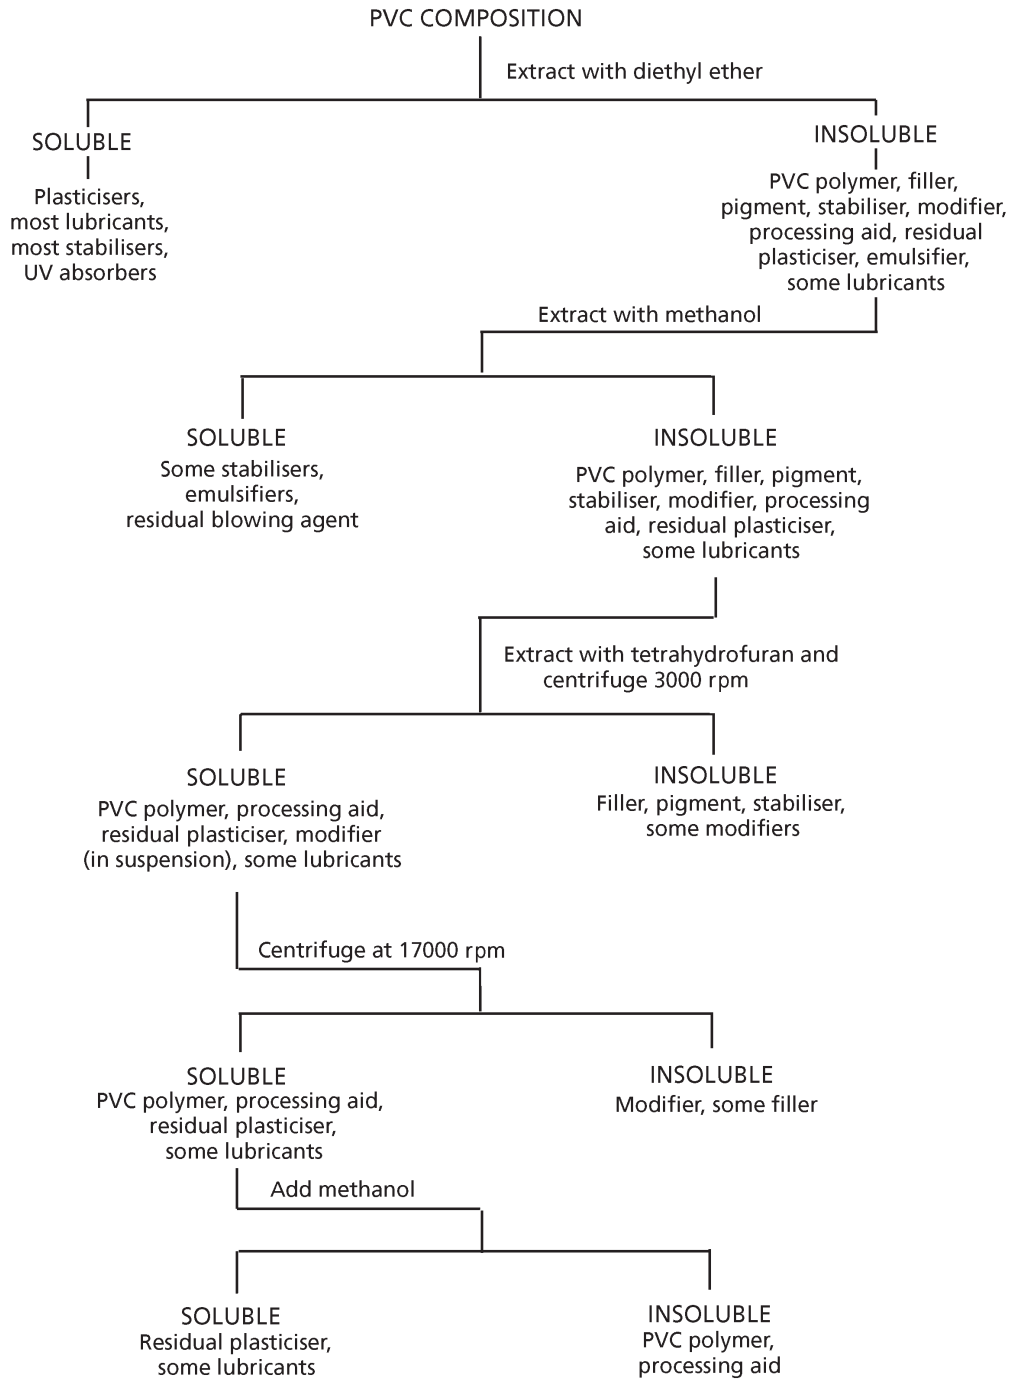 PVC COMPOSITION
Extract with diethyl ether
SOLUBLE
Plasticisers,
most lubricants,
most stabilisers,
UV absorbers
INSOLUBLE
PVC polymer, filler,
pigment, stabiliser, modifier,
processing aid, residual
plasticiser, emulsifier,
some lubricants
Extract with methanol
SOLUBLE
Some stabilisers,
emulsifiers,
residual blowing agent
INSOLUBLE
PVC polymer, filler, pigment,
stabiliser, modifier, processing
aid, residual plasticiser,
some lubricants
Extract with tetrahydrofuran and
centrifuge 3000 rpm
SOLUBLE
PVC polymer, processing aid,
residual plasticiser, modifier
(in suspension), some lubricants
INSOLUBLE
Filler, pigment, stabiliser,
some modifiers
Centrifuge at 17000 rpm
SOLUBLE
PVC polymer, processing aid,
residual plasticiser,
some lubricants
INSOLUBLE
Modifier, some filler
Add methanol
SOLUBLE
Residual plasticiser,
some lubricants
INSOLUBLE
PVC polymer,
processing aid